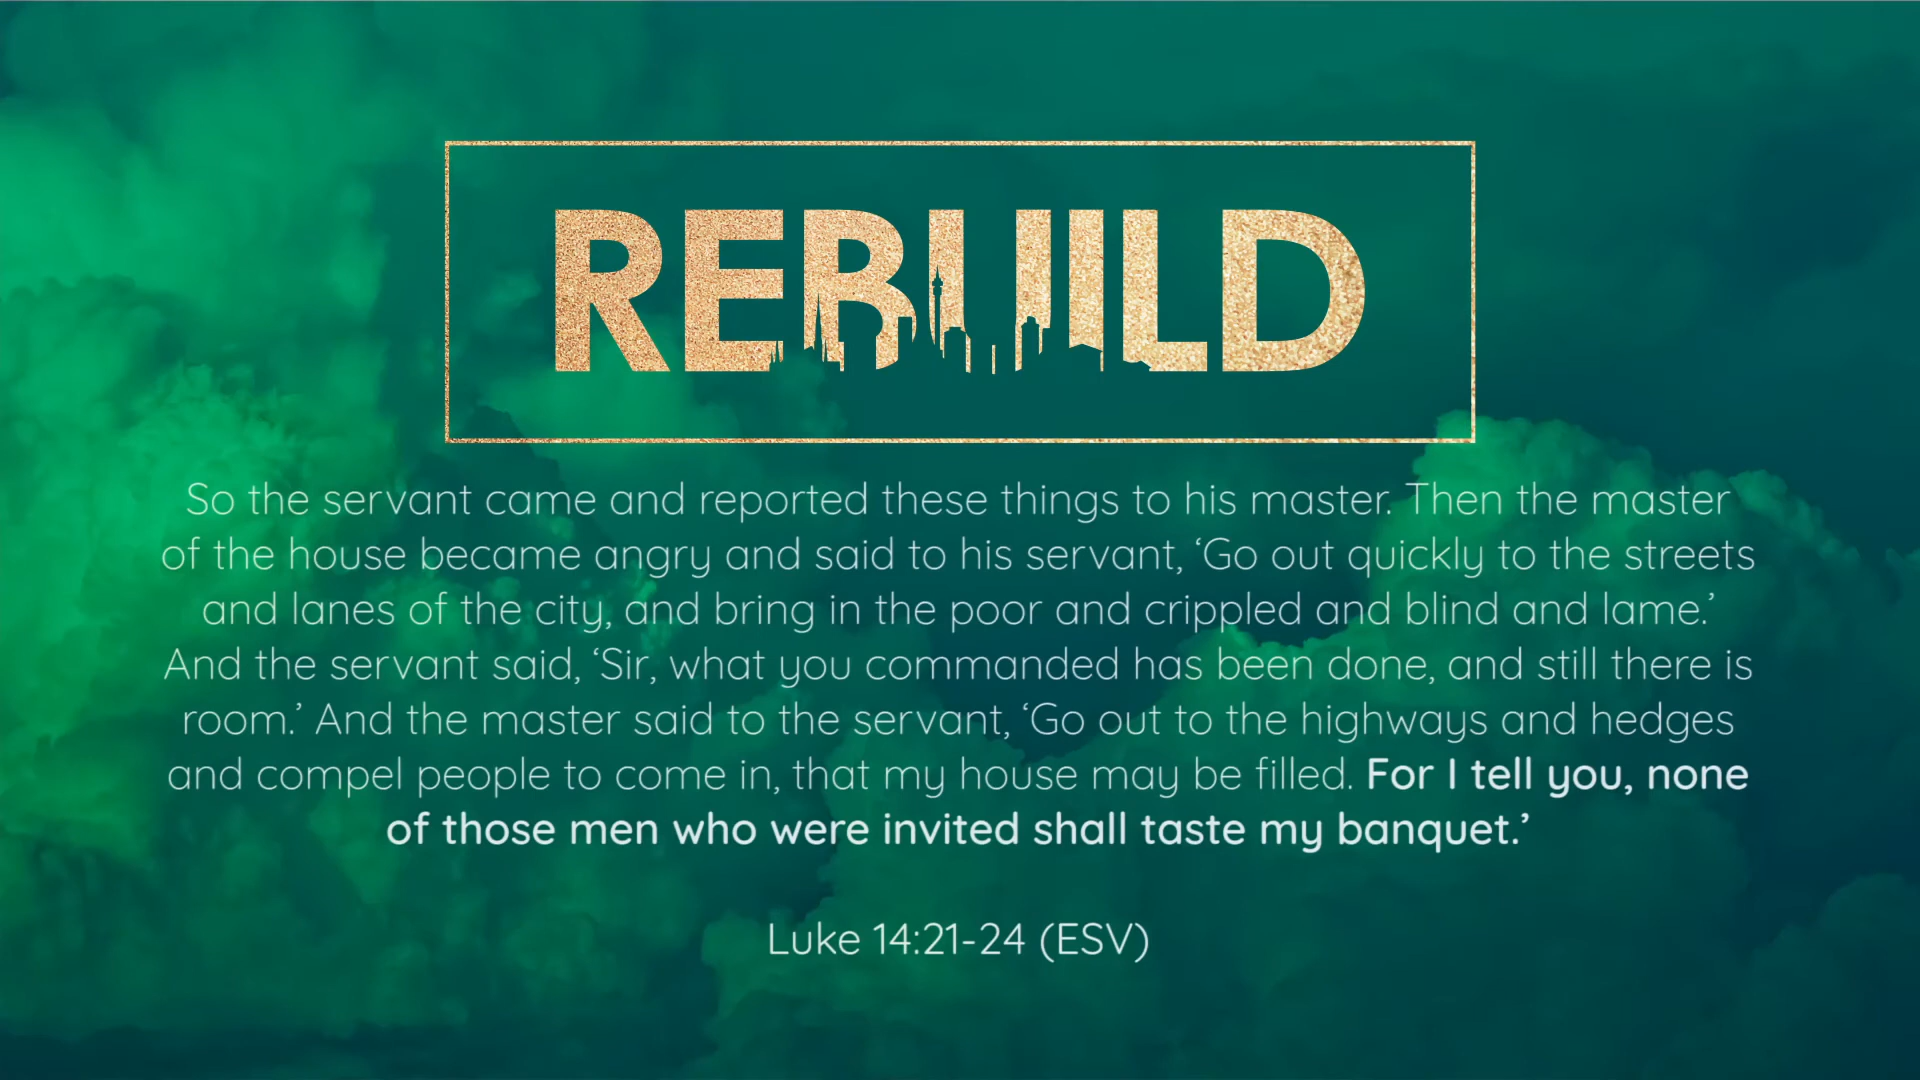 REBUILD
So the servant came and reported these things to his master. Then the master
of the house became angry and said to his servant, ‘Go out quickly to the streets
and lanes of the city, and bring in the poor and crippled and blind and lame.’
And the servant said, ‘Sir, what you commanded has been done, and still there is
room.’ And the master said to the servant, ‘Go out to the highways and hedges
and compel people to come in, that my house may be filled. For I tell you, none
of those men who were invited shall taste my banquet.’
Luke 14:21-24 (ESV)